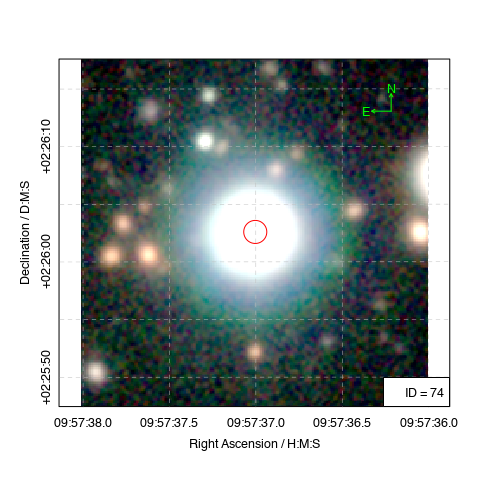 N
E
+02:26:10
+02:26:00
+02:25:50
Declination / D:M:S
ID = 74
09:57:38.0 09:57:37.5 09:57:37.0 09:57:36.5 09:57:36.0
Right Ascension / H:M:S